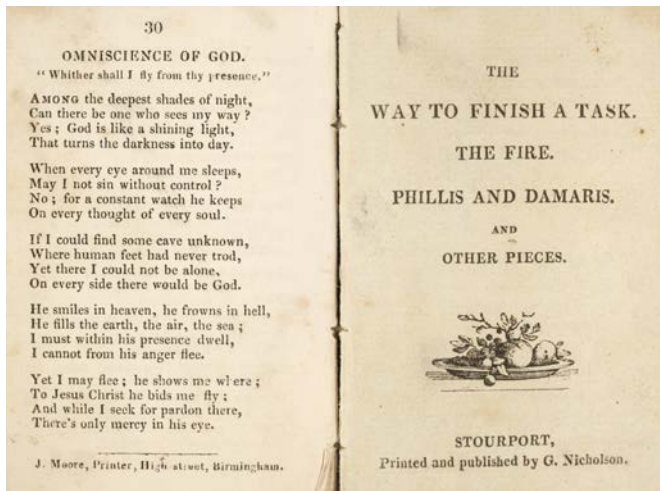 30
OMNISCIENCE OF GOD.
"Whither shall I fly from thy presence."
AMONG the deepest shades of night,
Can there be one who sees my way?
Yes; God is like a shining light,
That turns the darkness into day.
When every eye around me sleeps,
May I not sin without control?
No; for a constant watch he keeps
On every thought of every soul.
If I could find some cave unknown,
Where human feet had never trod,
Yet there I could not be alone,
On every side there would be God.
He smiles in heaven, he frowns in hell,
He fills the earth, the air, the sea;
I must within his presence dwell,
I cannot from his anger flee.
Yet I may flee; he shows me where;
To Jesus Christ he bids me fly;
And while I seek for pardon there,
There's only mercy in his eye.
J. Moore, Printer, High street, Birmingham.
THE
WAY TO FINISH A TASK.
THE FIRE.
PHILLIS AND DAMARIS.
AND
OTHER PIECES.
STOURPORT,
Printed and published by G. Nicholson.